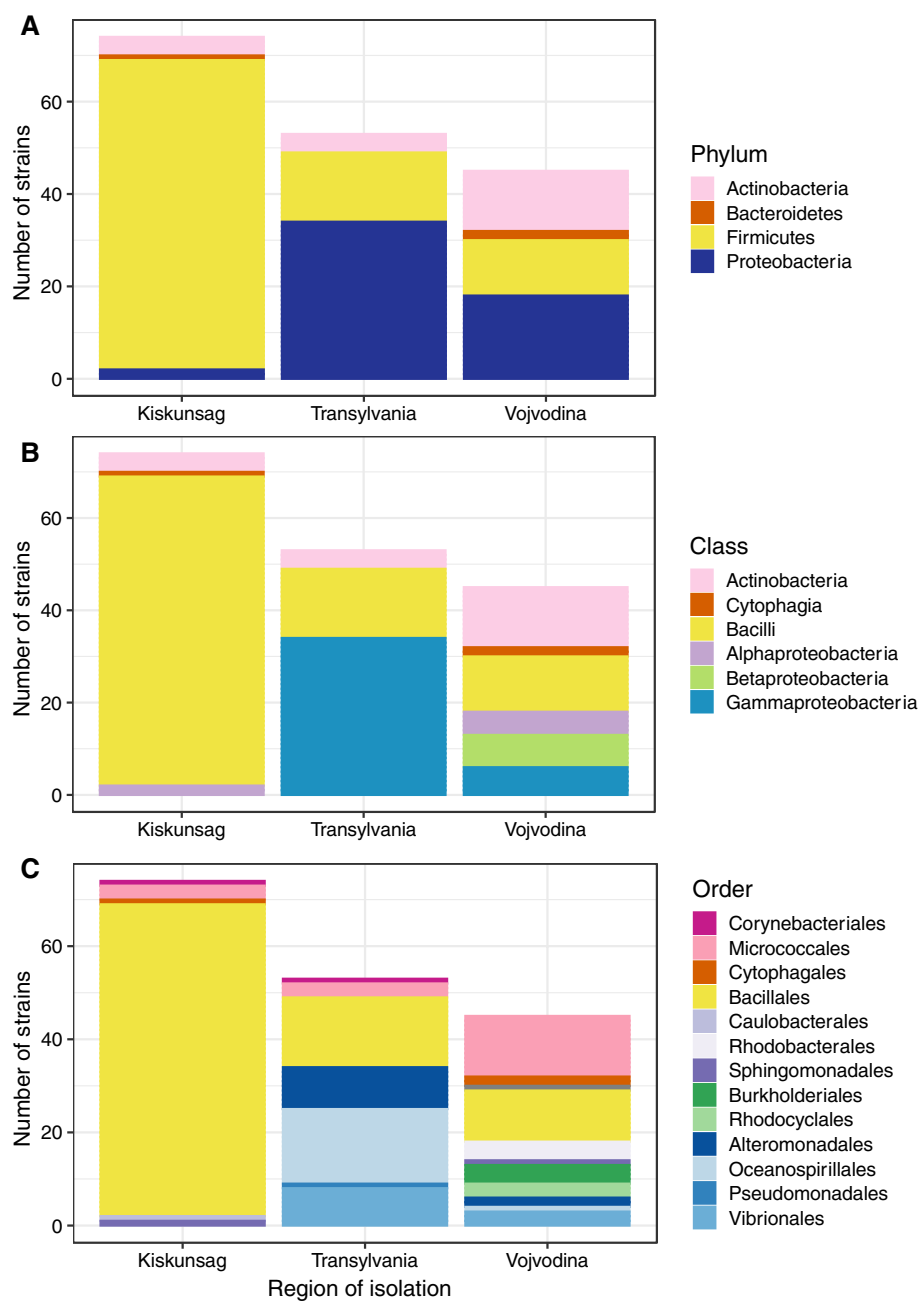 A
Number of strains
60
40
20
0
Kiskunsag Transylvania Vojvodina
Phylum
Actinobacteria
Bacteroidetes
Firmicutes
Proteobacteria
B
Number of strains
60
40
20
0
Kiskunsag Transylvania Vojvodina
Class
Actinobacteria
Cytophagia
Bacilli
Alphaproteobacteria
Betaproteobacteria
Gammaproteobacteria
C
Number of strains
60
40
20
0
Kiskunsag Transylvania Vojvodina
Region of isolation
Order
Corynebacteriales
Micrococcales
Cytophagales
Bacillales
Caulobacterales
Rhodobacterales
Sphingomonadales
Burkholderiales
Rhodocyclales
Alteromonadales
Oceanospirillales
Pseudomonadales
Vibrionales